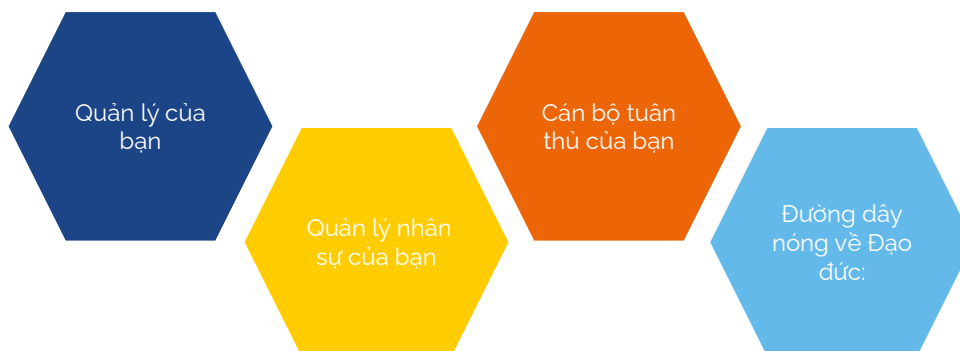 Quản lý của
bạn
Quản lý nhân
sự của bạn
Cán bộ tuân
thủ của bạn
Đường dây
nóng về Đạo
đức: